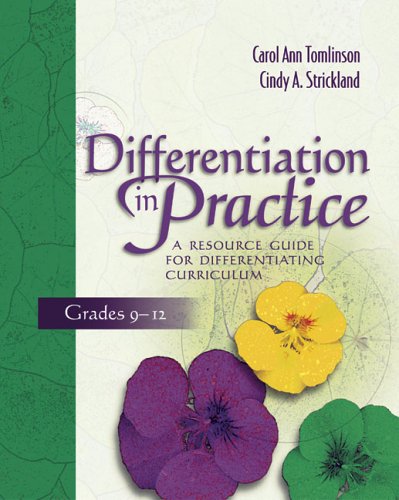 Carol Ann Tomlinson
Cindy A. Strickland
Differentiation
in Practice
A RESOURCE GUIDE
FOR DIFFERENTIATING
CURRICULUM
Grades 9–12